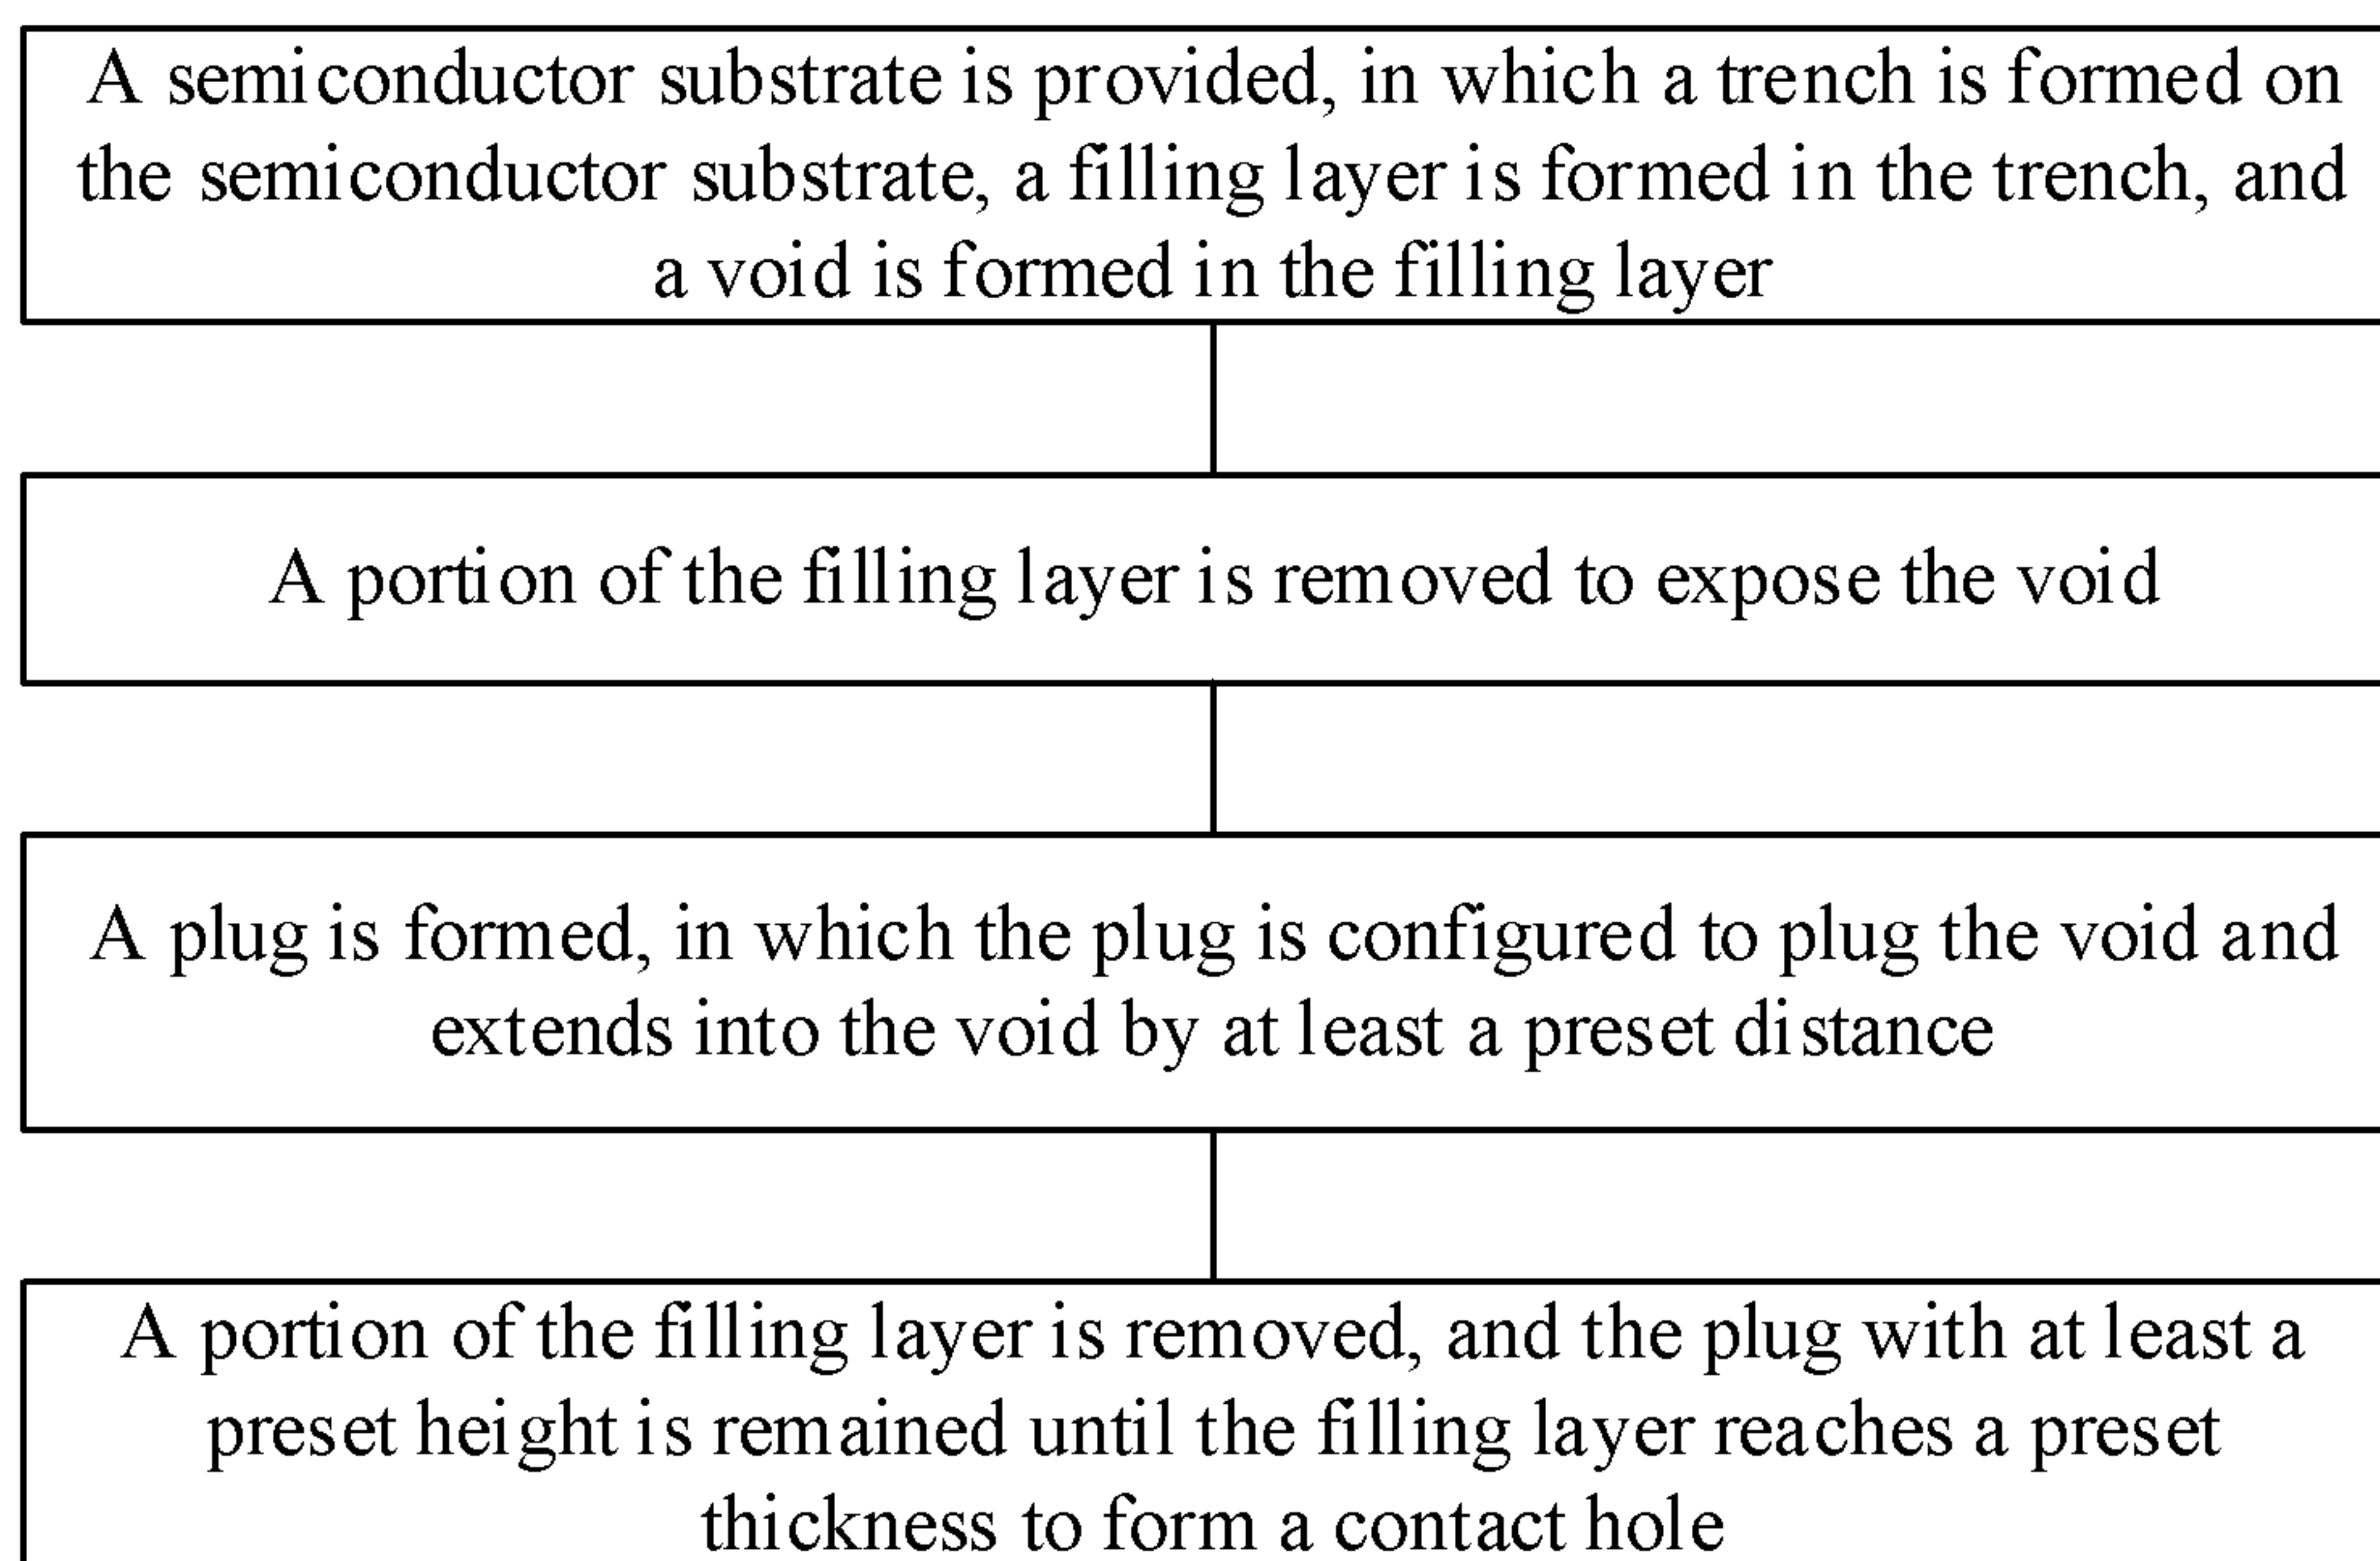 A semiconductor substrate is provided, in which a trench is formed on
the semiconductor substrate, a filling layer is formed in the trench, and
a void is formed in the filling layer
A portion of the filling layer is removed to expose the void
A plug is formed, in which the plug is configured to plug the void and
extends into the void by at least a preset distance
A portion of the filling layer is removed, and the plug with at least a
preset height is remained until the filling layer reaches a preset
thickness to form a contact hole